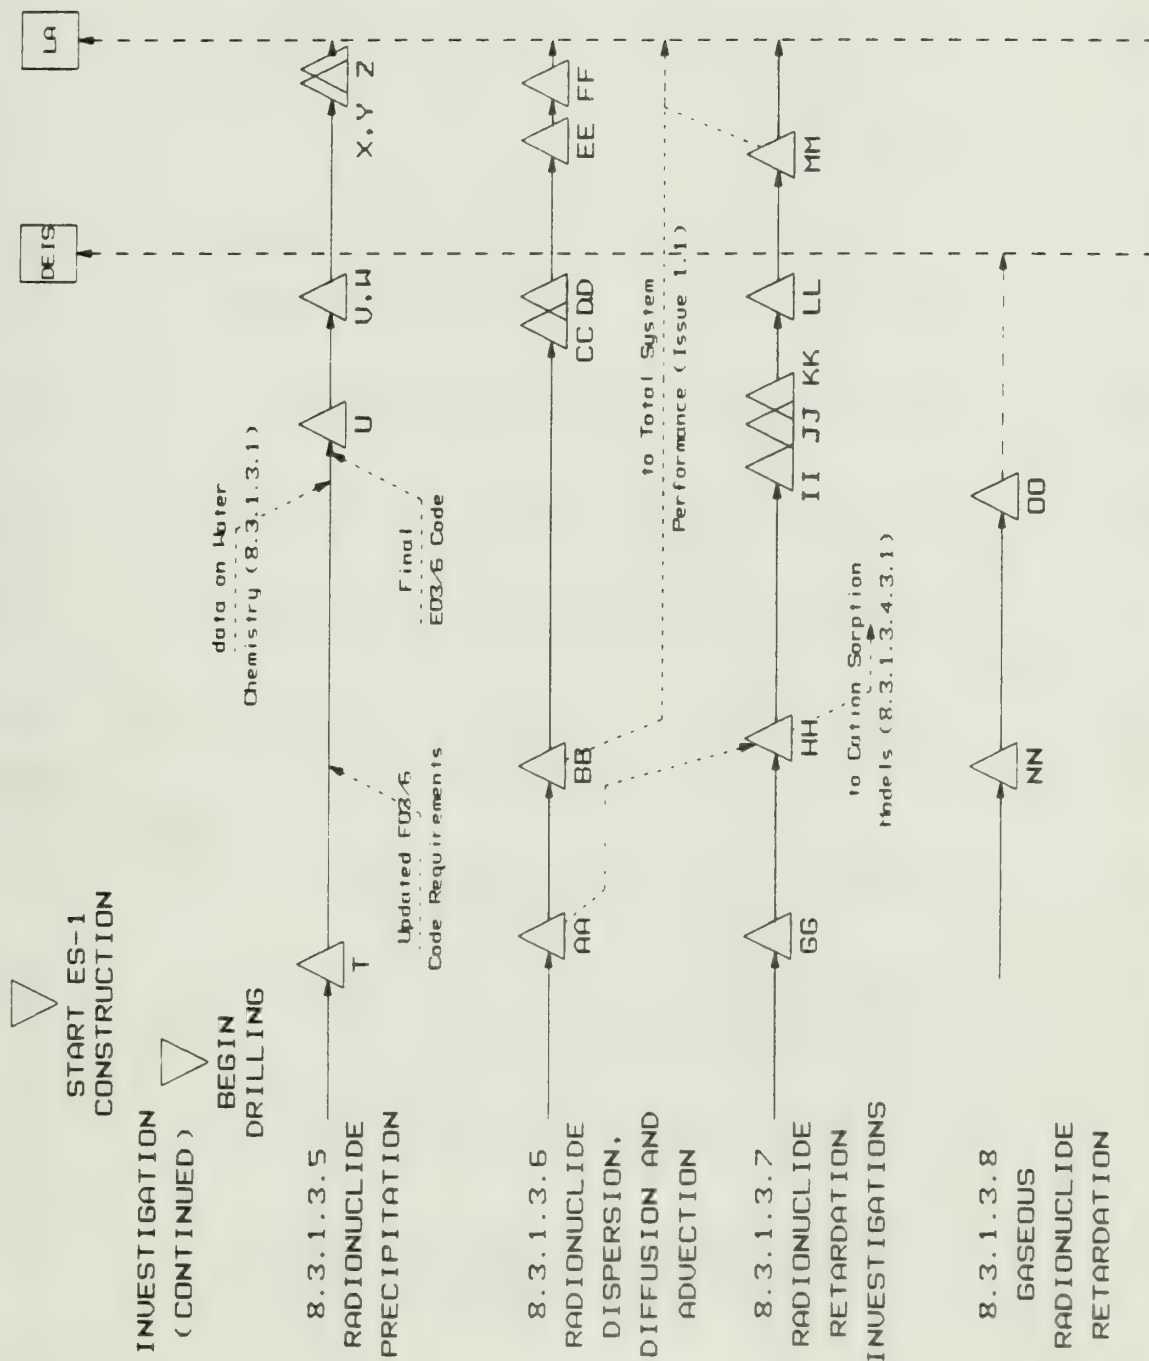 START ES-1
CONSTRUCTION
DEIS
LA
INVESTIGATION
(CONTINUED)
BEGIN
DRILLING
8.3.1.3.5
RADIONUCLIDE
PRECIPITATION
data on Water
Chemistry (8.3.1.3.1)
T
U
V,W
X,Y Z
Updated EQ3/6
Code Requirements
Final
EQ3/6 Code
8.3.1.3.6
RADIONUCLIDE
DISPERSION,
DIFFUSION AND
ADVECTION
AA
BB
CC DD
EE FF
to Total System
Performance (Issue 1.1)
8.3.1.3.7
RADIONUCLIDE
RETARDATION
INVESTIGATIONS
GG
HH
II JJ KK
LL
MM
to Cation Sorption
Models (8.3.1.3.4.3.1)
8.3.1.3.8
GASEOUS
RADIONUCLIDE
RETARDATION
NN
OO